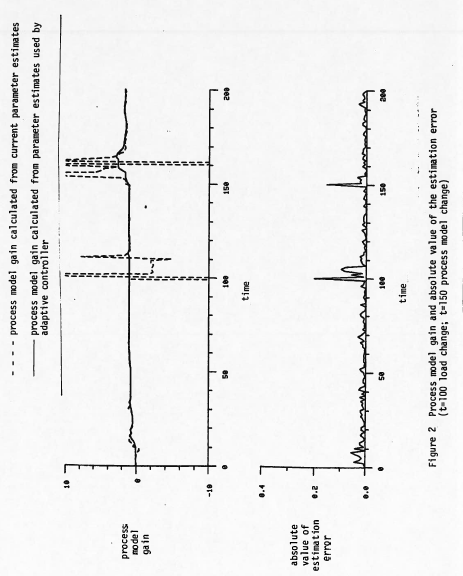 - - - - process model gain calculated from current parameter estimates
—— process model gain calculated from parameter estimates used by
adaptive controller
10
0
-10
process
model
gain
0
50
100
150
200
time
0.4
0.2
0.0
absolute
value of
estimation
error
0
50
100
150
200
time
Figure 2 Process model gain and absolute value of the estimation error
(t=100 load change; t=150 process model change)